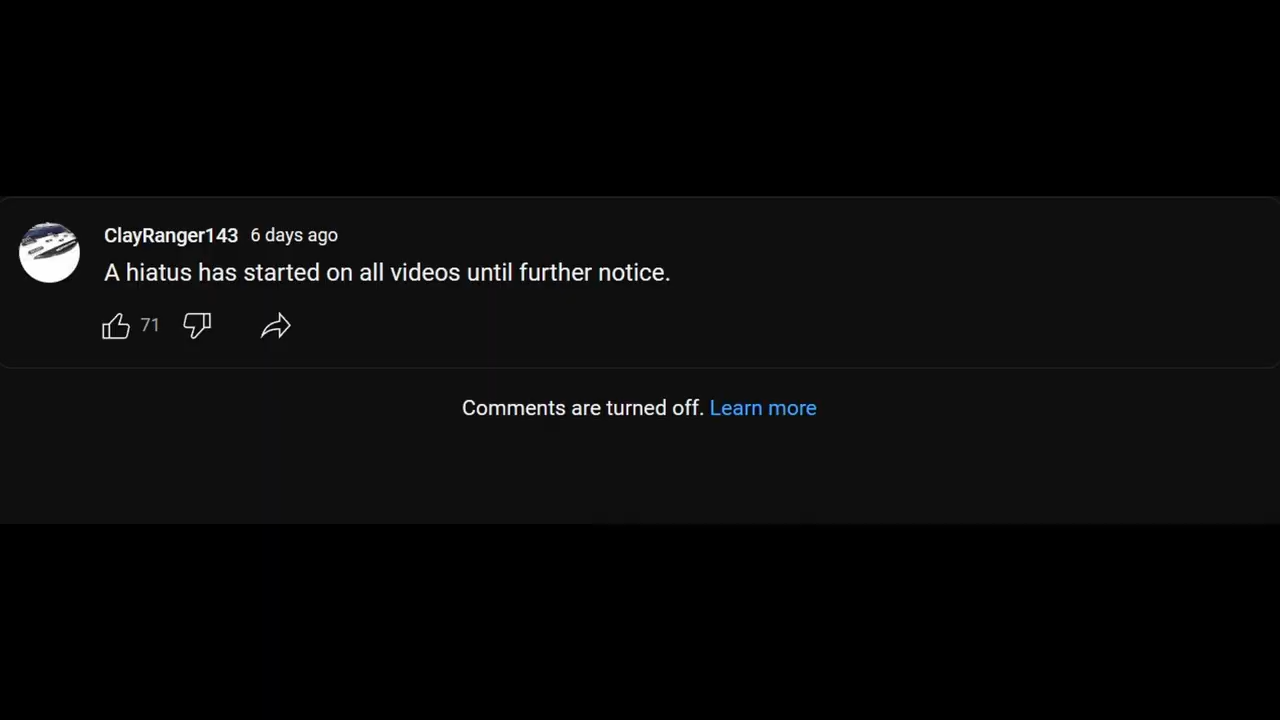 ClayRanger143 6 days ago
A hiatus has started on all videos until further notice.
71
Comments are turned off. Learn more